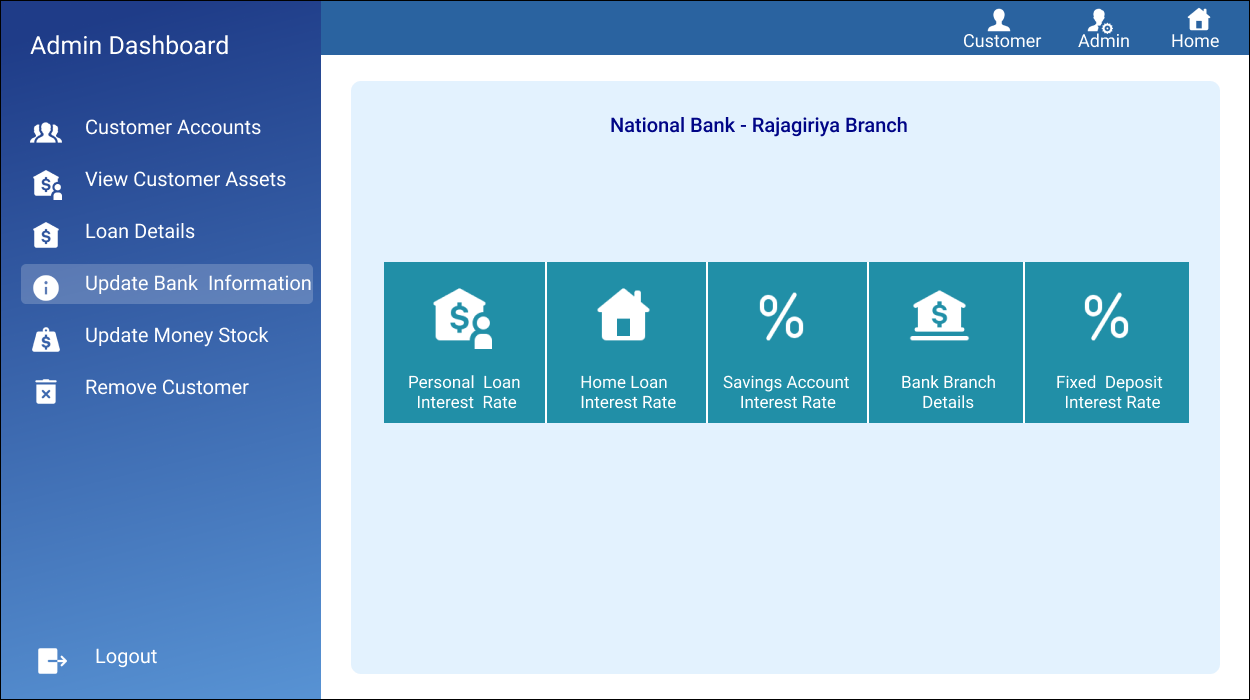 Admin Dashboard
Customer
Admin
Home
Customer Accounts
View Customer Assets
Loan Details
Update Bank  Information
Update Money Stock
Remove Customer
Logout
National Bank - Rajagiriya Branch
Personal  Loan
Interest  Rate
Home Loan
Interest Rate
Savings Account
Interest Rate
Bank Branch
Details
Fixed  Deposit
Interest Rate